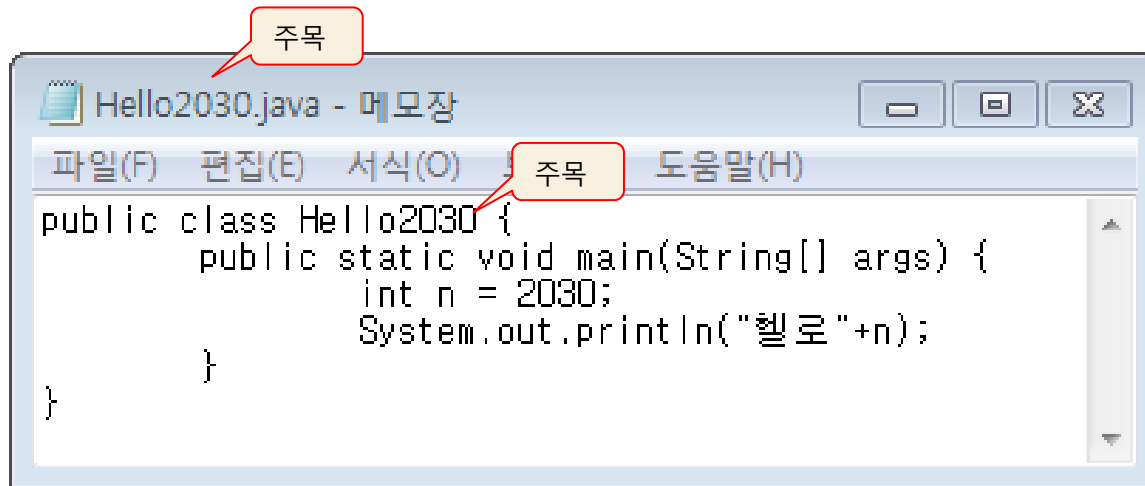 주목
Hello2030.java - 메모장
파일(F) 편집(E) 서식(O) 도움말(H)
주목
public class Hello2030 {
public static void main(String[] args) {
int n = 2030;
System.out.println("헬로"+n);
}
}